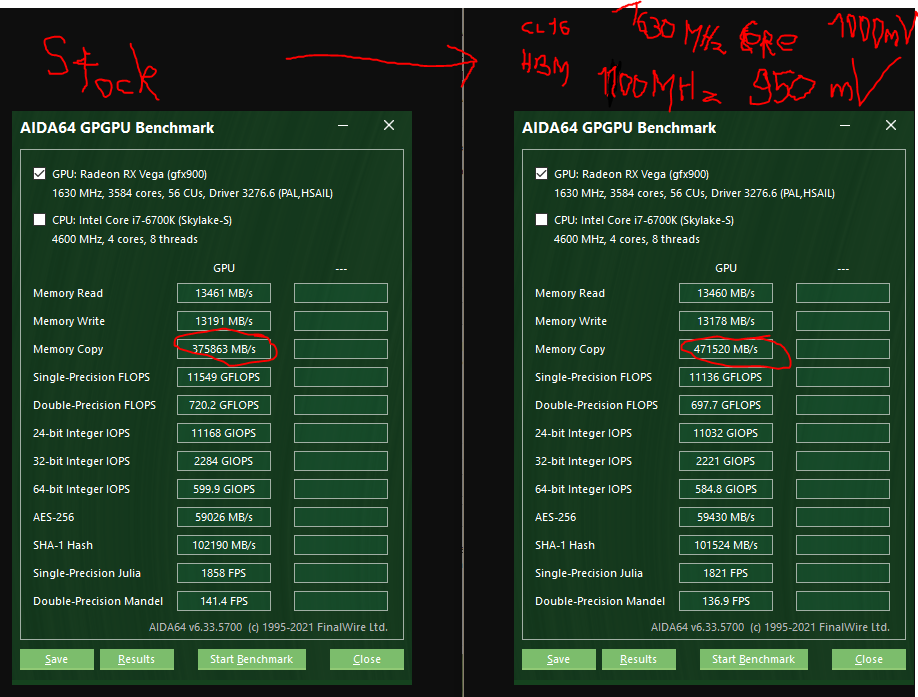 Stock
CL16 1630 MHz Core 1000mV
HBM 1100MHz 950 mV
AIDA64 GPGPU Benchmark
GPU: Radeon RX Vega (gfx900)
1630 MHz, 3584 cores, 56 CUs, Driver 3276.6 (PAL,HSAIL)
CPU: Intel Core i7-6700K (Skylake-S)
4600 MHz, 4 cores, 8 threads
GPU ---
Memory Read 13461 MB/s
Memory Write 13191 MB/s
Memory Copy 375863 MB/s
Single-Precision FLOPS 11549 GFLOPS
Double-Precision FLOPS 720.2 GFLOPS
24-bit Integer IOPS 11168 GIOPS
32-bit Integer IOPS 2284 GIOPS
64-bit Integer IOPS 599.9 GIOPS
AES-256 59026 MB/s
SHA-1 Hash 102190 MB/s
Single-Precision Julia 1858 FPS
Double-Precision Mandel 141.4 FPS
AIDA64 v6.33.5700 (c) 1995-2021 FinalWire Ltd.
Save Results Start Benchmark Close
AIDA64 GPGPU Benchmark
GPU: Radeon RX Vega (gfx900)
1630 MHz, 3584 cores, 56 CUs, Driver 3276.6 (PAL,HSAIL)
CPU: Intel Core i7-6700K (Skylake-S)
4600 MHz, 4 cores, 8 threads
GPU ---
Memory Read 13460 MB/s
Memory Write 13178 MB/s
Memory Copy 471520 MB/s
Single-Precision FLOPS 11136 GFLOPS
Double-Precision FLOPS 697.7 GFLOPS
24-bit Integer IOPS 11032 GIOPS
32-bit Integer IOPS 2221 GIOPS
64-bit Integer IOPS 584.8 GIOPS
AES-256 59430 MB/s
SHA-1 Hash 101524 MB/s
Single-Precision Julia 1821 FPS
Double-Precision Mandel 136.9 FPS
AIDA64 v6.33.5700 (c) 1995-2021 FinalWire Ltd.
Save Results Start Benchmark Close